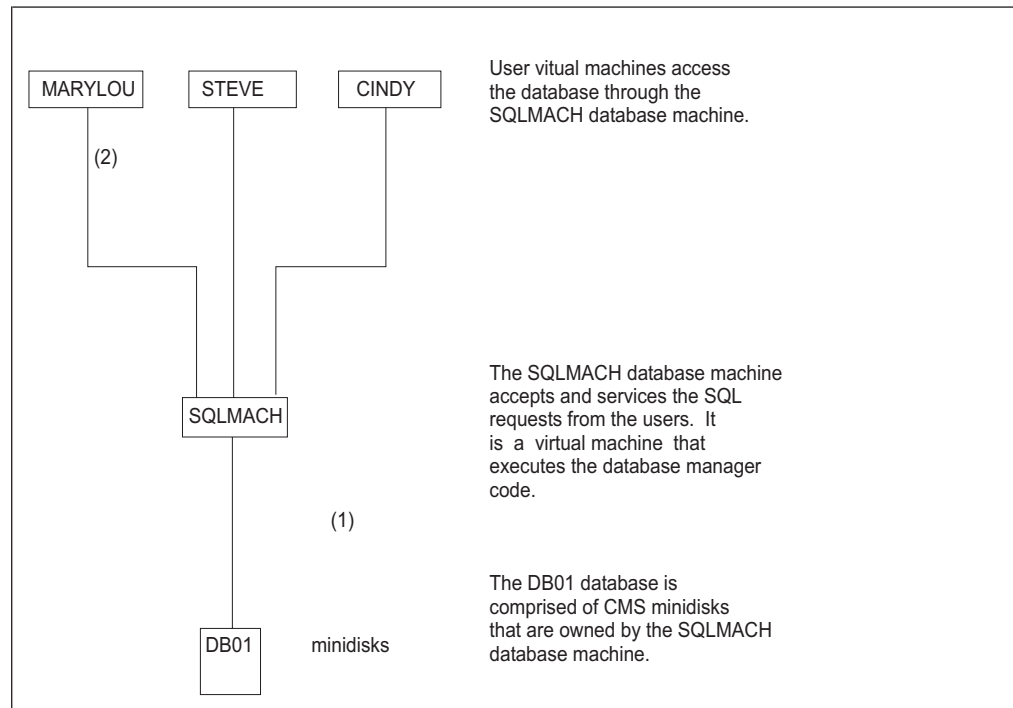 MARYLOU
STEVE
CINDY
User vitual machines access
the database through the
SQLMACH database machine.
(2)
SQLMACH
The SQLMACH database machine
accepts and services the SQL
requests from the users. It
is a virtual machine that
executes the database manager
code.
(1)
DB01
minidisks
The DB01 database is
comprised of CMS minidisks
that are owned by the SQLMACH
database machine.